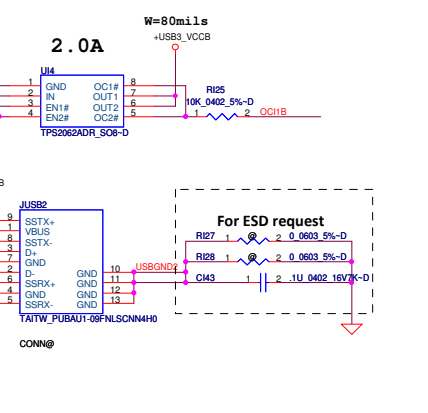 W=80mils
+USB3_VCCB
2.0A
UI4
1 GND OC1# 8
2 IN OUT1 7
3 EN1# OUT2 6
4 EN2# OC2# 5
TPS2062ADR_SO8~D
RI25
10K_0402_5%~D
1 2 OCI1B
B
JUSB2
9 SSTX+
1 VBUS
8 SSTX-
3 D+
7 GND
2 D- GND 10
6 SSRX+ GND 11
4 GND GND 12
5 SSRX- GND 13
TAITW_PUBAU1-09FNLSCNN4H0
CONN@
USBGND2
For ESD request
RI27 1 @ 2 0_0603_5%~D
RI28 1 @ 2 0_0603_5%~D
CI43 1 2 .1U_0402_16V7K~D